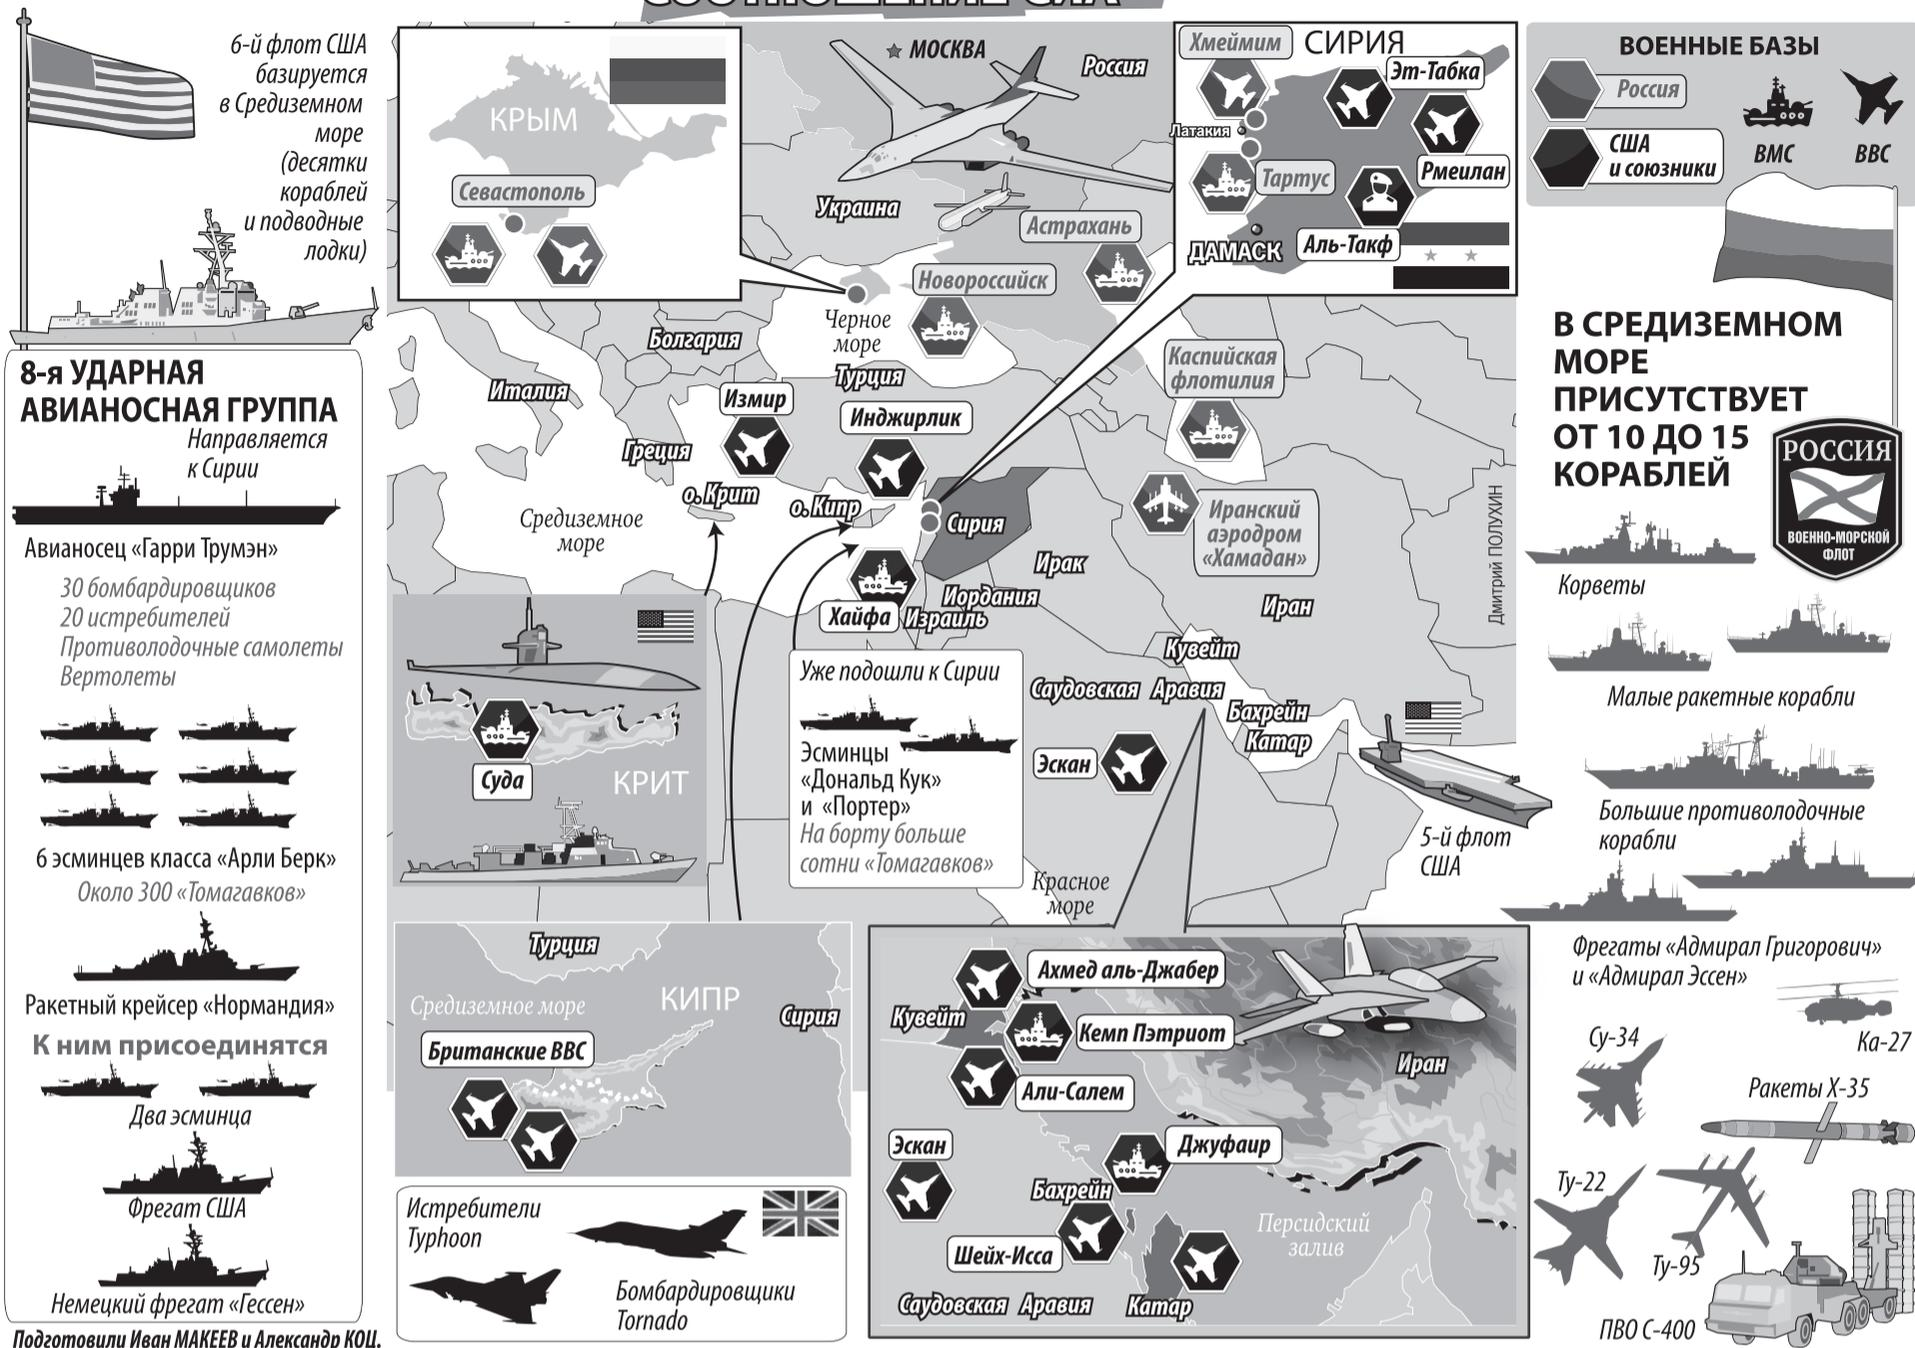 СООТНОШЕНИЕ СИЛ
6-й флот США
базируется
в Средиземном
море
(десятки
кораблей
и подводные
лодки)
8-я УДАРНАЯ
АВИАНОСНАЯ ГРУППА
Направляется
к Сирии
Авианосец «Гарри Трумэн»
30 бомбардировщиков
20 истребителей
Противолодочные самолеты
Вертолеты
6 эсминцев класса «Арли Берк»
Около 300 «Томагавков»
Ракетный крейсер «Нормандия»
К ним присоединятся
Два эсминца
Фрегат США
Немецкий фрегат «Гессен»
Подготовили Иван МАКЕЕВ и Александр КОЦ.
КРЫМ
Севастополь
МОСКВА
Россия
Украина
Астрахань
Новороссийск
Черное
море
Болгария
Турция
Италия
Измир
Инджирлик
Греция
о. Крит
о. Кипр
Средиземное
море
Сирия
Каспийская
флотилия
Иранский
аэродром
«Хамадан»
Ирак
Иордания
Хайфа
Израиль
Иран
Кувейт
Саудовская Аравия
Бахрейн
Катар
Эскан
5-й флот
США
Красное
море
Хмеймим
СИРИЯ
Эт-Табка
Латакия
Рмеилан
Тартус
ДАМАСК
Аль-Такф
Суда
КРИТ
Уже подошли к Сирии
Эсминцы
«Дональд Кук»
и «Портер»
На борту больше
сотни «Томагавков»
Турция
Средиземное море
КИПР
Сирия
Британские ВВС
Истребители
Typhoon
Бомбардировщики
Tornado
Ахмед аль-Джабер
Кувейт
Кемп Пэтриот
Али-Салем
Иран
Эскан
Джуфаир
Бахрейн
Шейх-Исса
Персидский
залив
Саудовская Аравия
Катар
ВОЕННЫЕ БАЗЫ
Россия
США
и союзники
ВМС
ВВС
В СРЕДИЗЕМНОМ
МОРЕ
ПРИСУТСТВУЕТ
ОТ 10 ДО 15
КОРАБЛЕЙ
РОССИЯ
ВОЕННО-МОРСКОЙ
ФЛОТ
Дмитрий ПОЛУХИН
Корветы
Малые ракетные корабли
Большие противолодочные
корабли
Фрегаты «Адмирал Григорович»
и «Адмирал Эссен»
Су-34
Ка-27
Ракеты Х-35
Ту-22
Ту-95
ПВО С-400